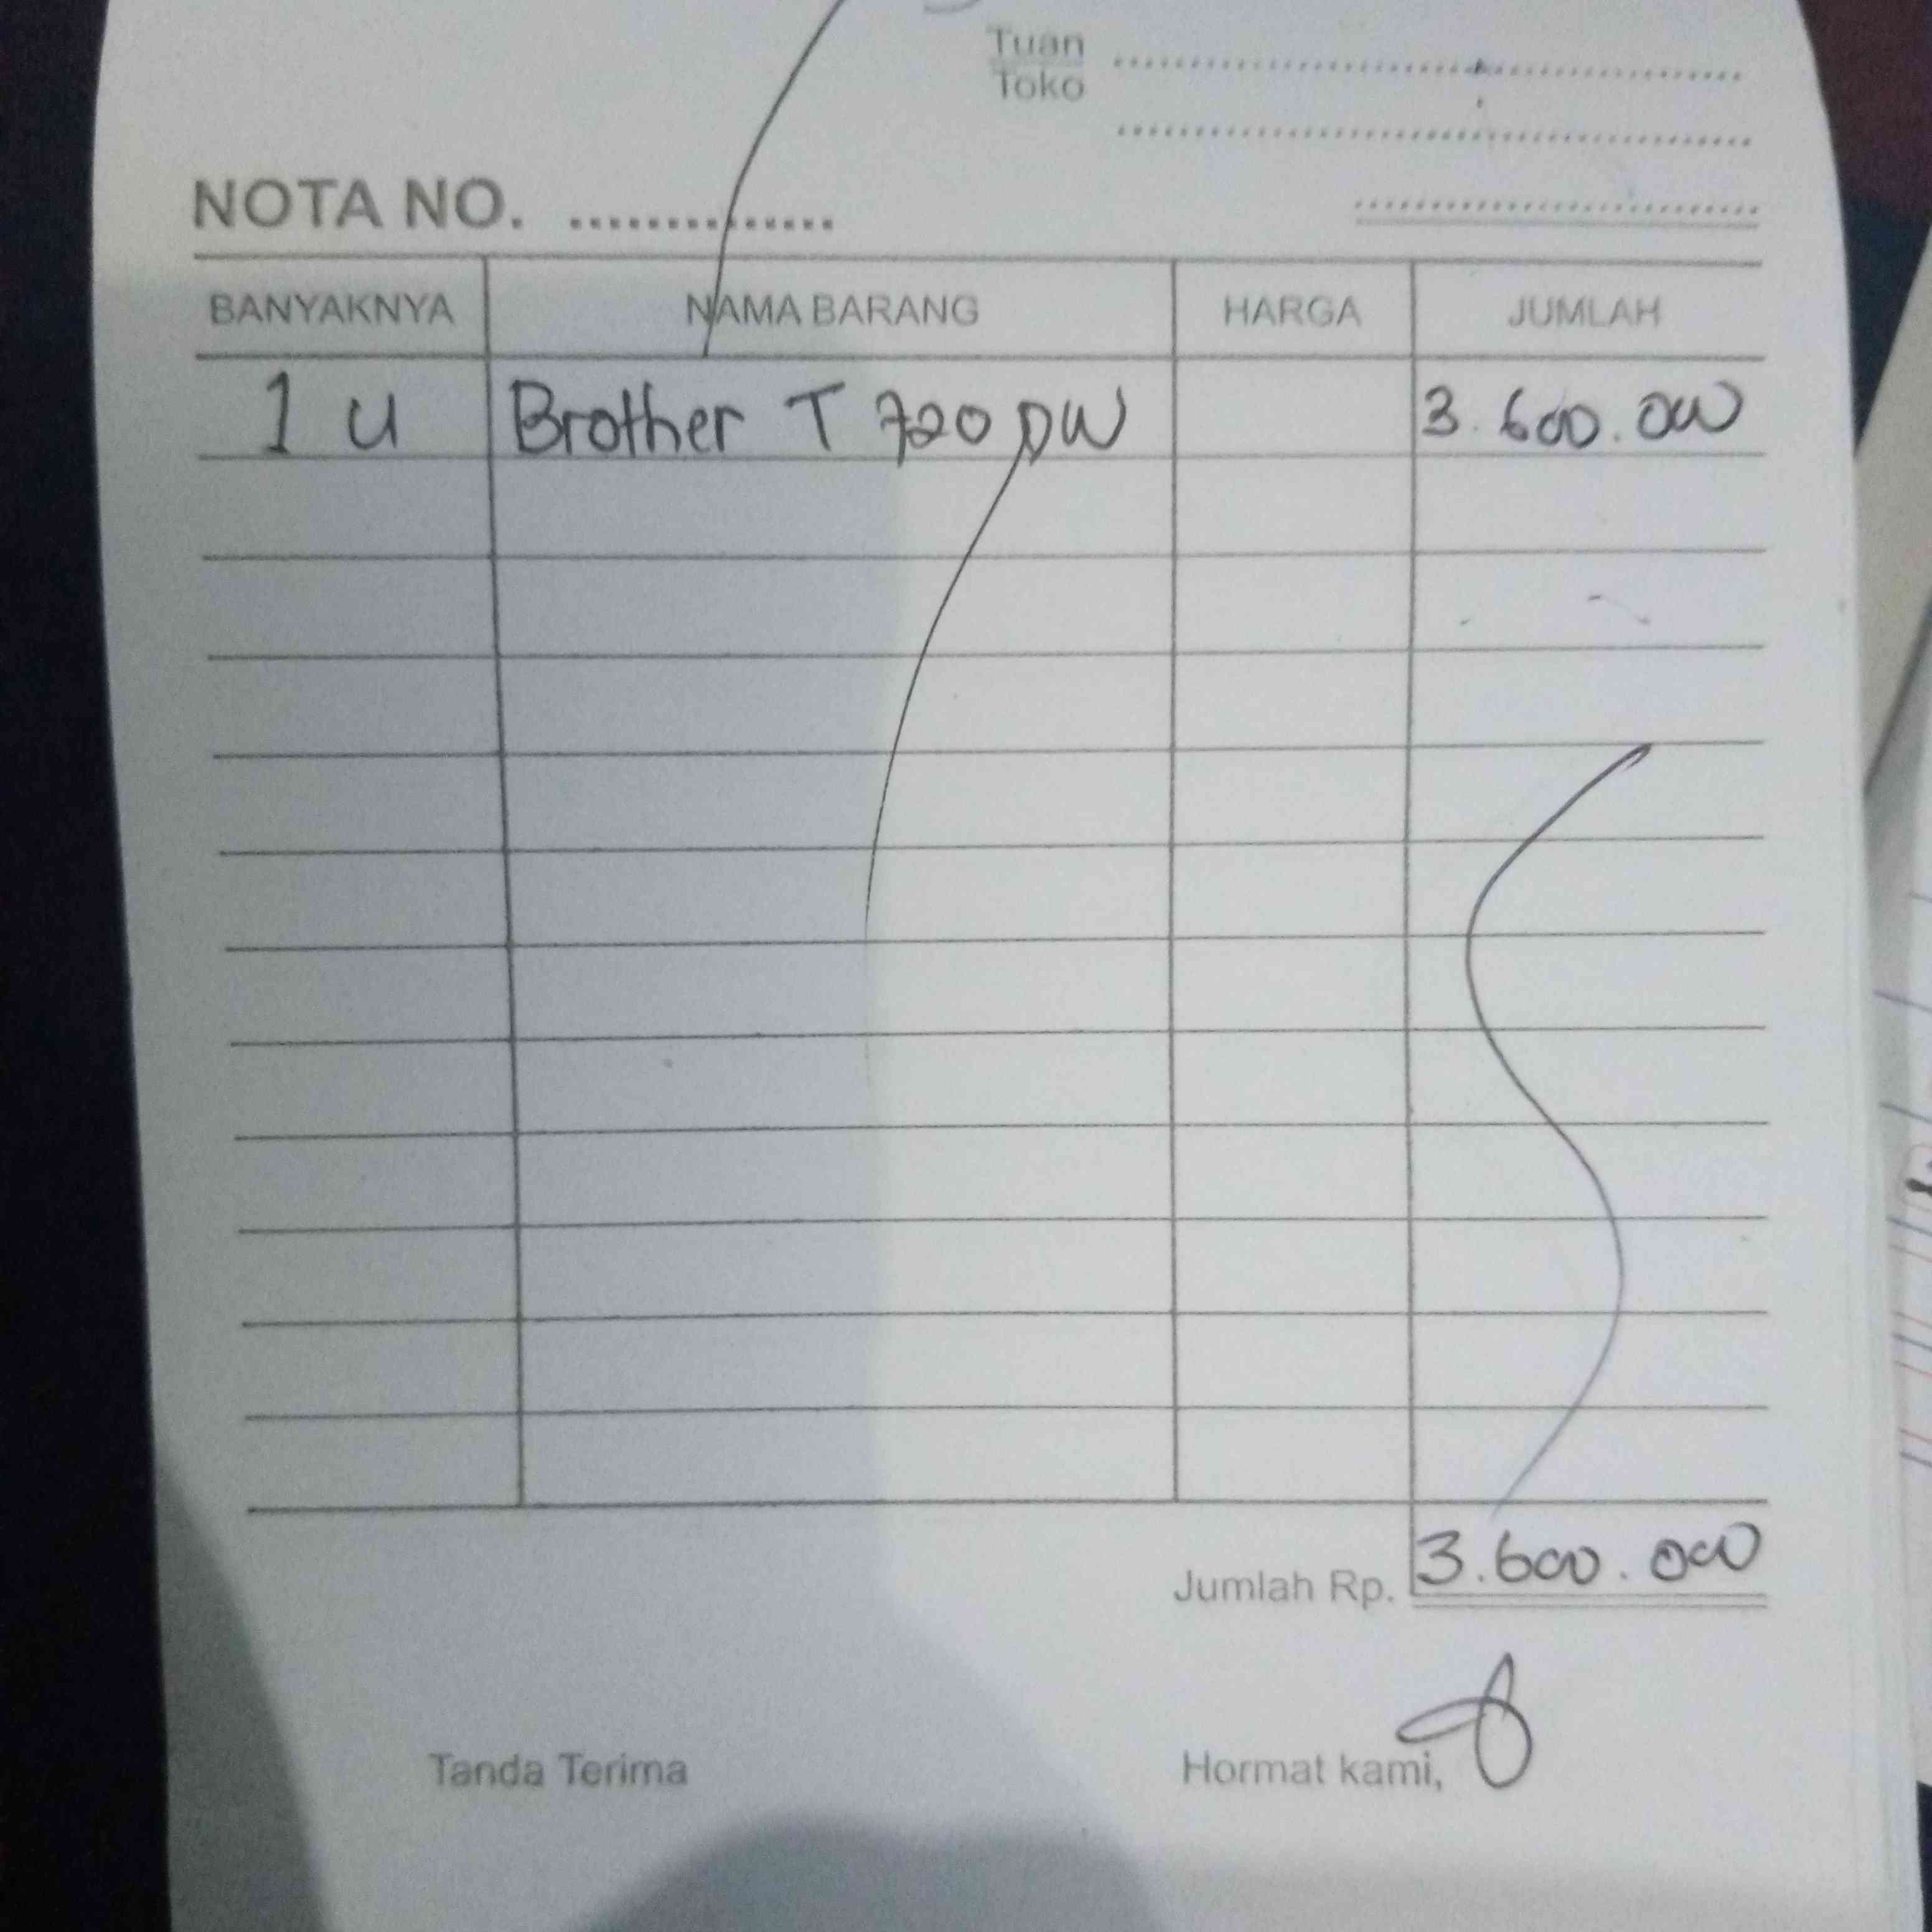 Tuan
Toko
NOTA NO. ..............
BANYAKNYA NAMA BARANG HARGA JUMLAH
1 u Brother T 720 DW 3.600.000
Jumlah Rp. 3.600.000
Tanda Terima Hormat kami,